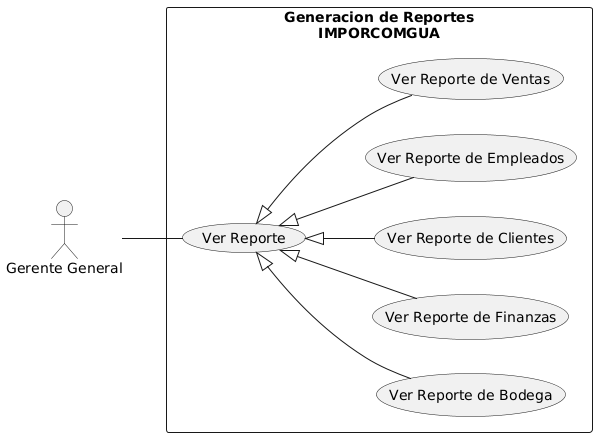 Generacion de Reportes
IMPORCOMGUA
Ver Reporte de Ventas
Ver Reporte de Empleados
Ver Reporte
Ver Reporte de Clientes
Gerente General
Ver Reporte de Finanzas
Ver Reporte de Bodega